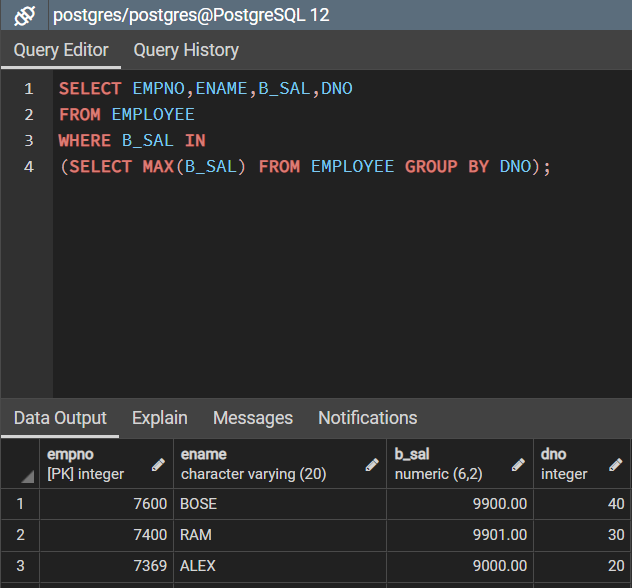 postgres/postgres@PostgreSQL 12
Query Editor Query History
1 SELECT EMPNO,ENAME,B_SAL,DNO
2 FROM EMPLOYEE
3 WHERE B_SAL IN
4 (SELECT MAX(B_SAL) FROM EMPLOYEE GROUP BY DNO);
Data Output Explain Messages Notifications
empno ename b_sal dno
[PK] integer character varying (20) numeric (6,2) integer
1 7600 BOSE 9900.00 40
2 7400 RAM 9901.00 30
3 7369 ALEX 9000.00 20